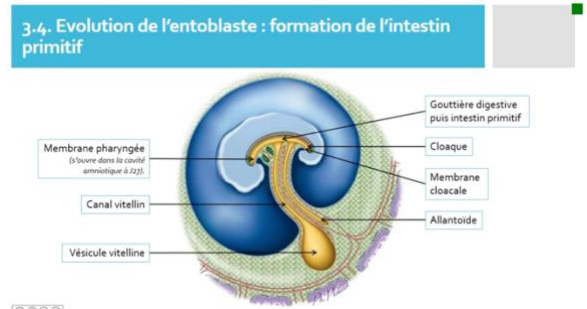 3.4. Evolution de l'entoblaste : formation de l'intestin
primitif
Membrane pharyngée
(s'ouvre dans la cavité
amniotique à J27).
Canal vitellin
Vésicule vitelline
Gouttière digestive
puis intestin primitif
Cloaque
Membrane
cloacale
Allantoïde